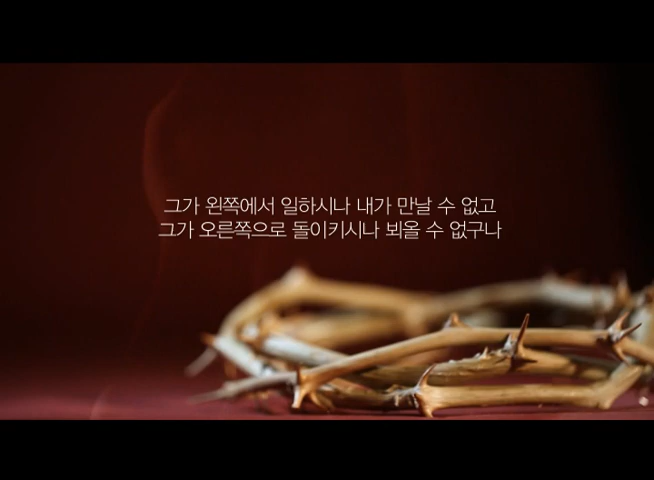 그가 왼쪽에서 일하시나 내가 만날 수 없고
그가 오른쪽으로 돌이키시나 뵈올 수 없구나